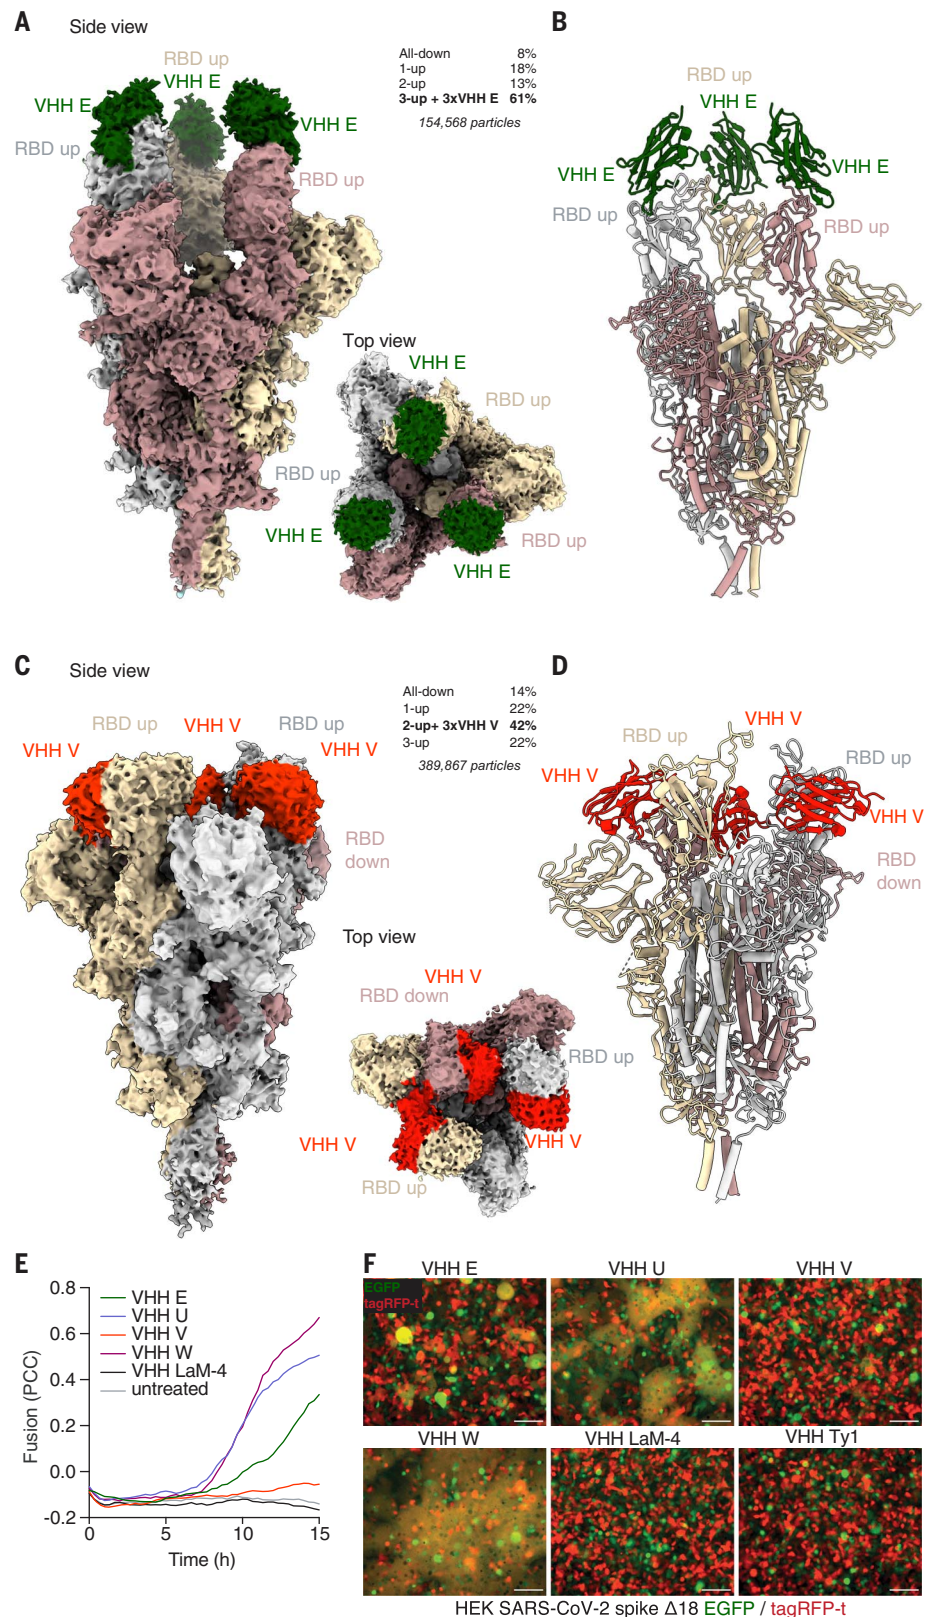 A
Side view
RBD up
VHH E
VHH E
VHH E
RBD up
RBD up
All-down 8%
1-up 18%
2-up 13%
3-up + 3xVHH E 61%
154,568 particles
Top view
VHH E
RBD up
RBD up
VHH E
RBD up
VHH E
B
RBD up
VHH E
VHH E
VHH E
RBD up
RBD up
C
Side view
RBD up
VHH V
RBD up
VHH V
VHH V
RBD
down
All-down 14%
1-up 22%
2-up+ 3xVHH V 42%
3-up 22%
389,867 particles
Top view
VHH V
RBD down
RBD up
VHH V
VHH V
RBD up
D
VHH V
RBD up
RBD up
VHH V
VHH V
RBD
down
E
Fusion (PCC)
0.8
0.6
0.4
0.2
0.0
-0.2
VHH E
VHH U
VHH V
VHH W
VHH LaM-4
untreated
0
5
10
15
Time (h)
F
VHH E
VHH U
VHH V
EGFP
tagRFP-t
VHH W
VHH LaM-4
VHH Ty1
HEK SARS-CoV-2 spike Δ18 EGFP / tagRFP-t